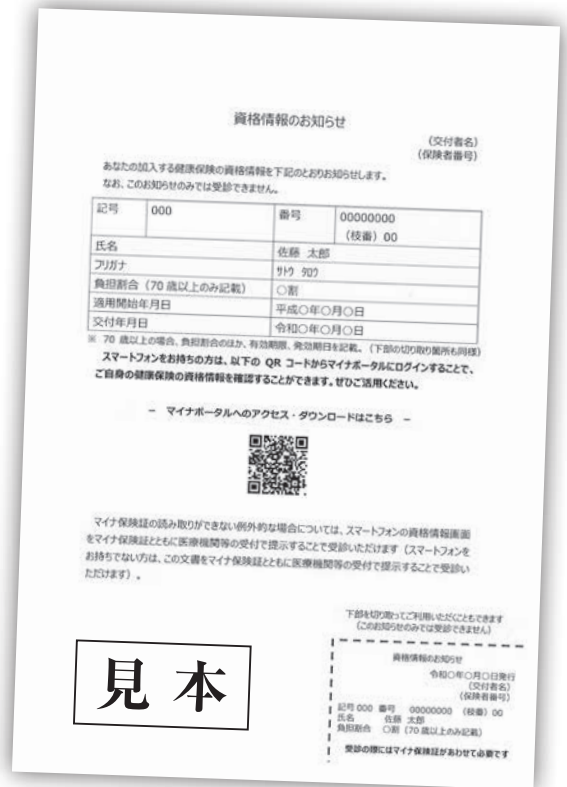 資格情報のお知らせ
(交付者名)
(保険者番号)
あなたの加入する健康保険の資格情報を下記のとおりお知らせします。
なお、このお知らせのみでは受診できません。
記号 000 番号 00000000
(枝番) 00
氏名 佐藤 太郎
フリガナ サトウ タロウ
負担割合(70 歳以上のみ記載) ○割
適用開始年月日 平成○年○月○日
交付年月日 令和○年○月○日
※ 70 歳以上の場合、負担割合のほか、有効期限、発効期日を記載。(下部の切り取り箇所も同様)
スマートフォンをお持ちの方は、以下の QR コードからマイナポータルにログインすることで、
ご自身の健康保険の資格情報を確認することができます。ぜひご活用ください。
− マイナポータルへのアクセス・ダウンロードはこちら −
マイナ保険証の読み取りができない例外的な場合については、スマートフォンの資格情報画面
をマイナ保険証とともに医療機関等の受付で提示することで受診いただけます(スマートフォンを
お持ちでない方は、この文書をマイナ保険証とともに医療機関等の受付で提示することで受診い
ただけます)。
下部を切り取ってご利用いただくこともできます
(このお知らせのみでは受診できません)
見本
資格情報のお知らせ
令和○年○月○日発行
(交付者名)
(保険者番号)
記号 000 番号 00000000 (枝番) 00
氏名 佐藤 太郎
負担割合 ○割(70 歳以上のみ記載)
受診の際にはマイナ保険証があわせて必要です